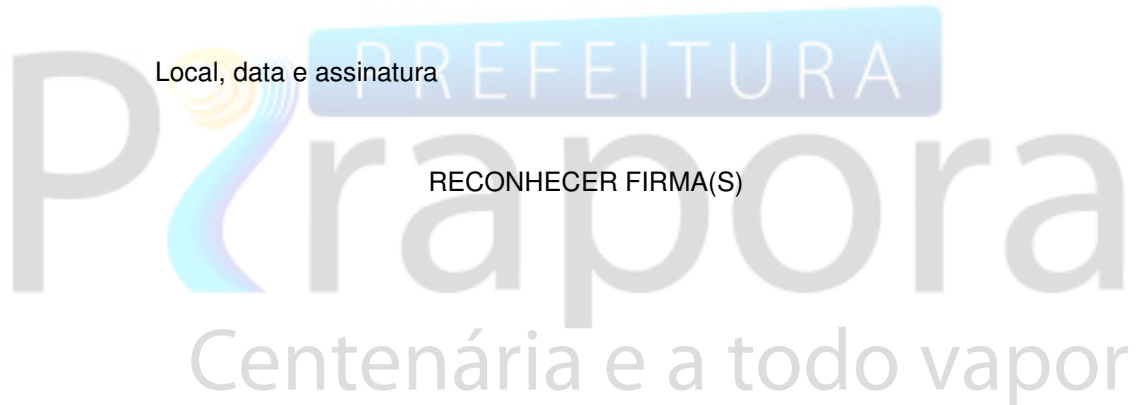 PREFEITURA
Local, data e assinatura
Pirapora
RECONHECER FIRMA(S)
Centenária e a todo vapor